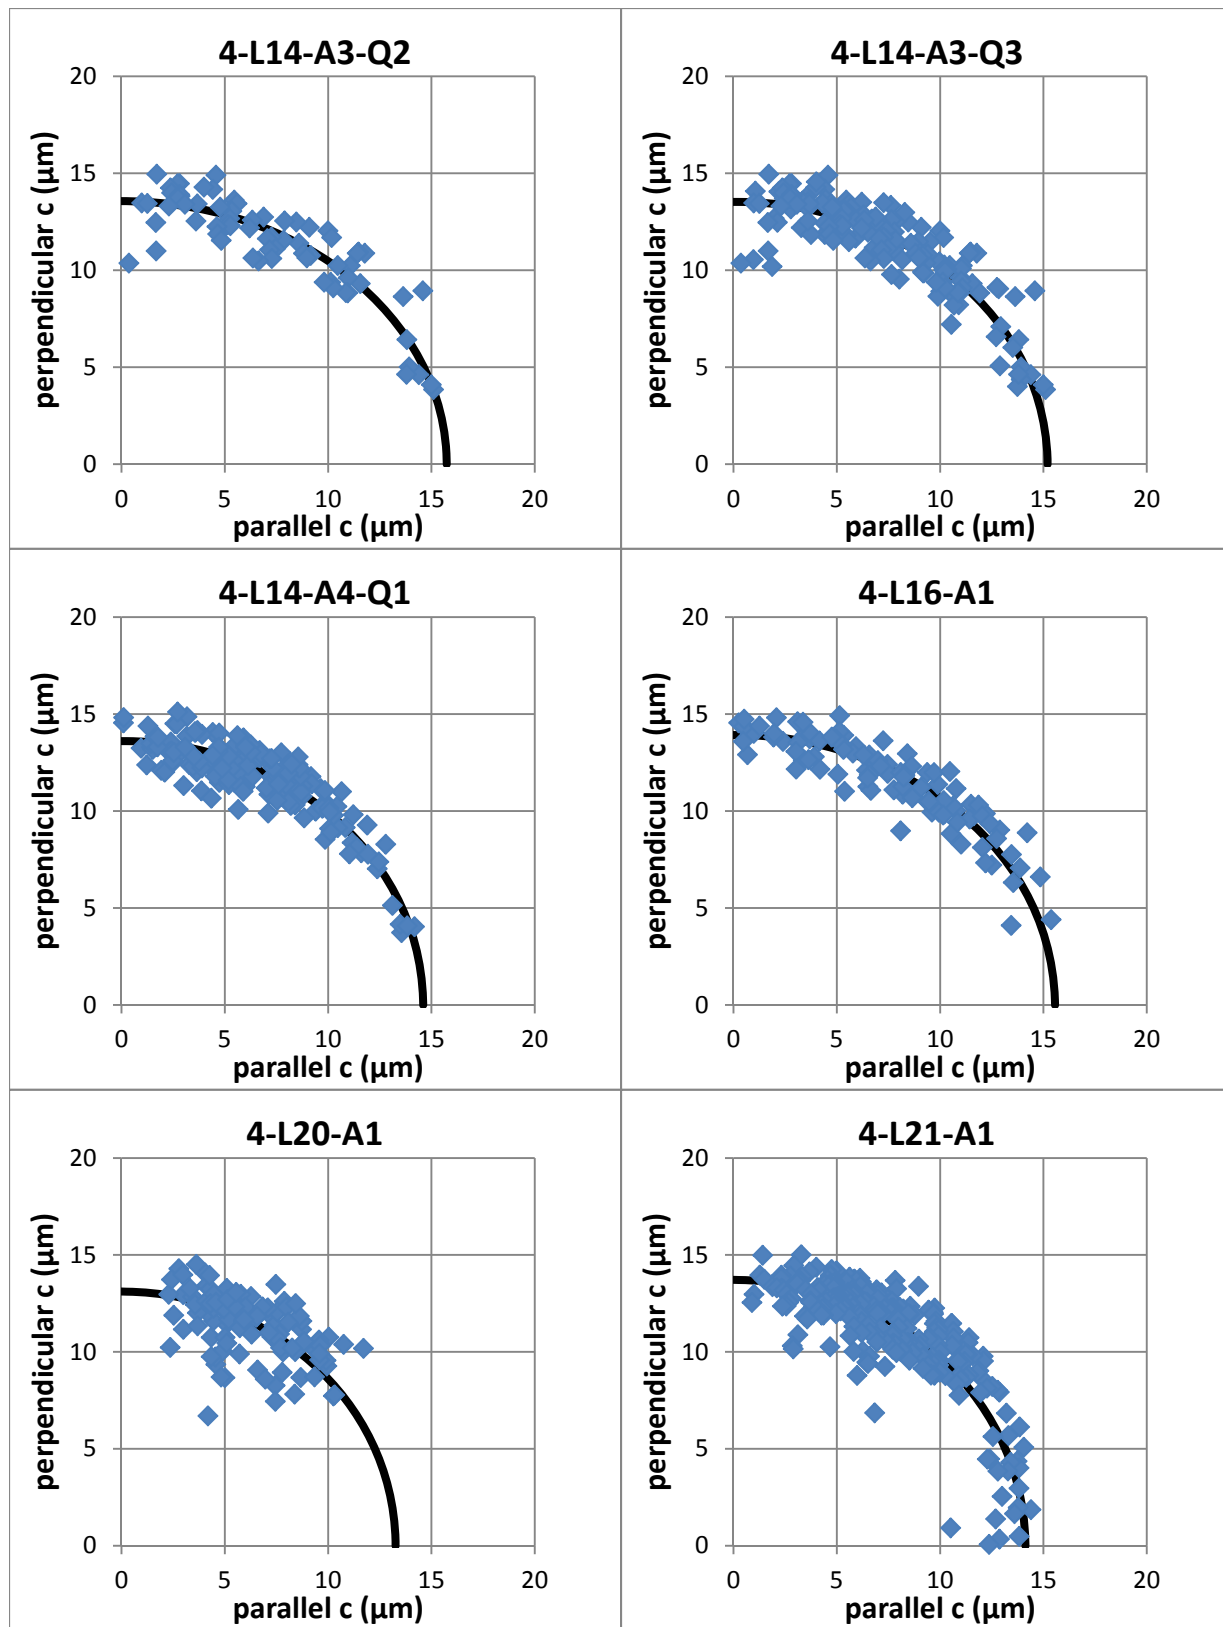 4-L14-A3-Q2
20
15
10
5
0
perpendicular c (µm)
0 5 10 15 20
parallel c (µm)
4-L14-A3-Q3
20
15
10
5
0
perpendicular c (µm)
0 5 10 15 20
parallel c (µm)
4-L14-A4-Q1
20
15
10
5
0
perpendicular c (µm)
0 5 10 15 20
parallel c (µm)
4-L16-A1
20
15
10
5
0
perpendicular c (µm)
0 5 10 15 20
parallel c (µm)
4-L20-A1
20
15
10
5
0
perpendicular c (µm)
0 5 10 15 20
parallel c (µm)
4-L21-A1
20
15
10
5
0
perpendicular c (µm)
0 5 10 15 20
parallel c (µm)